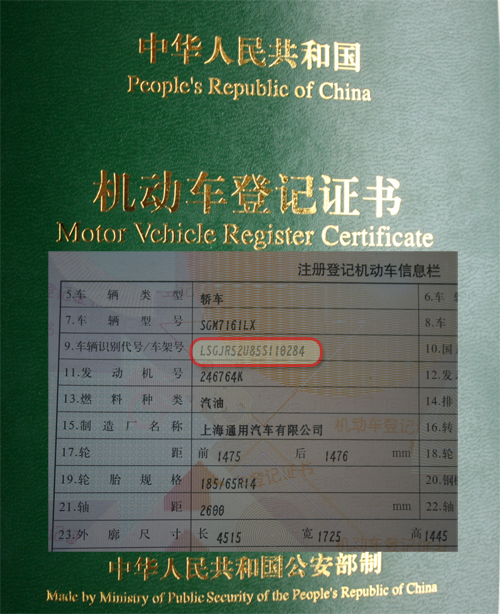 中华人民共和国
People's Republic of China
机动车登记证书
Motor Vehicle Register Certificate
注册登记机动车信息栏
5.车辆类型 轿车 6.车
7.车辆型号 SGM7161LX 8.车
9.车辆识别代号/车架号 LSGJR52U85S110284 10.国
11.发动机号 246764K 12.发
13.燃料种类 汽油 14.排
15.制造厂名称 上海通用汽车有限公司 16.转
17.轮距 前 1475 后 1476 mm 18.轮
19.轮胎规格 185/65R14 20.钢
21.轴距 2600 mm 22.轴
23.外廓尺寸 长 4515 宽 1725 高 1445
中华人民共和国公安部制
Made by Ministry of Public Security of the People's Republic of China